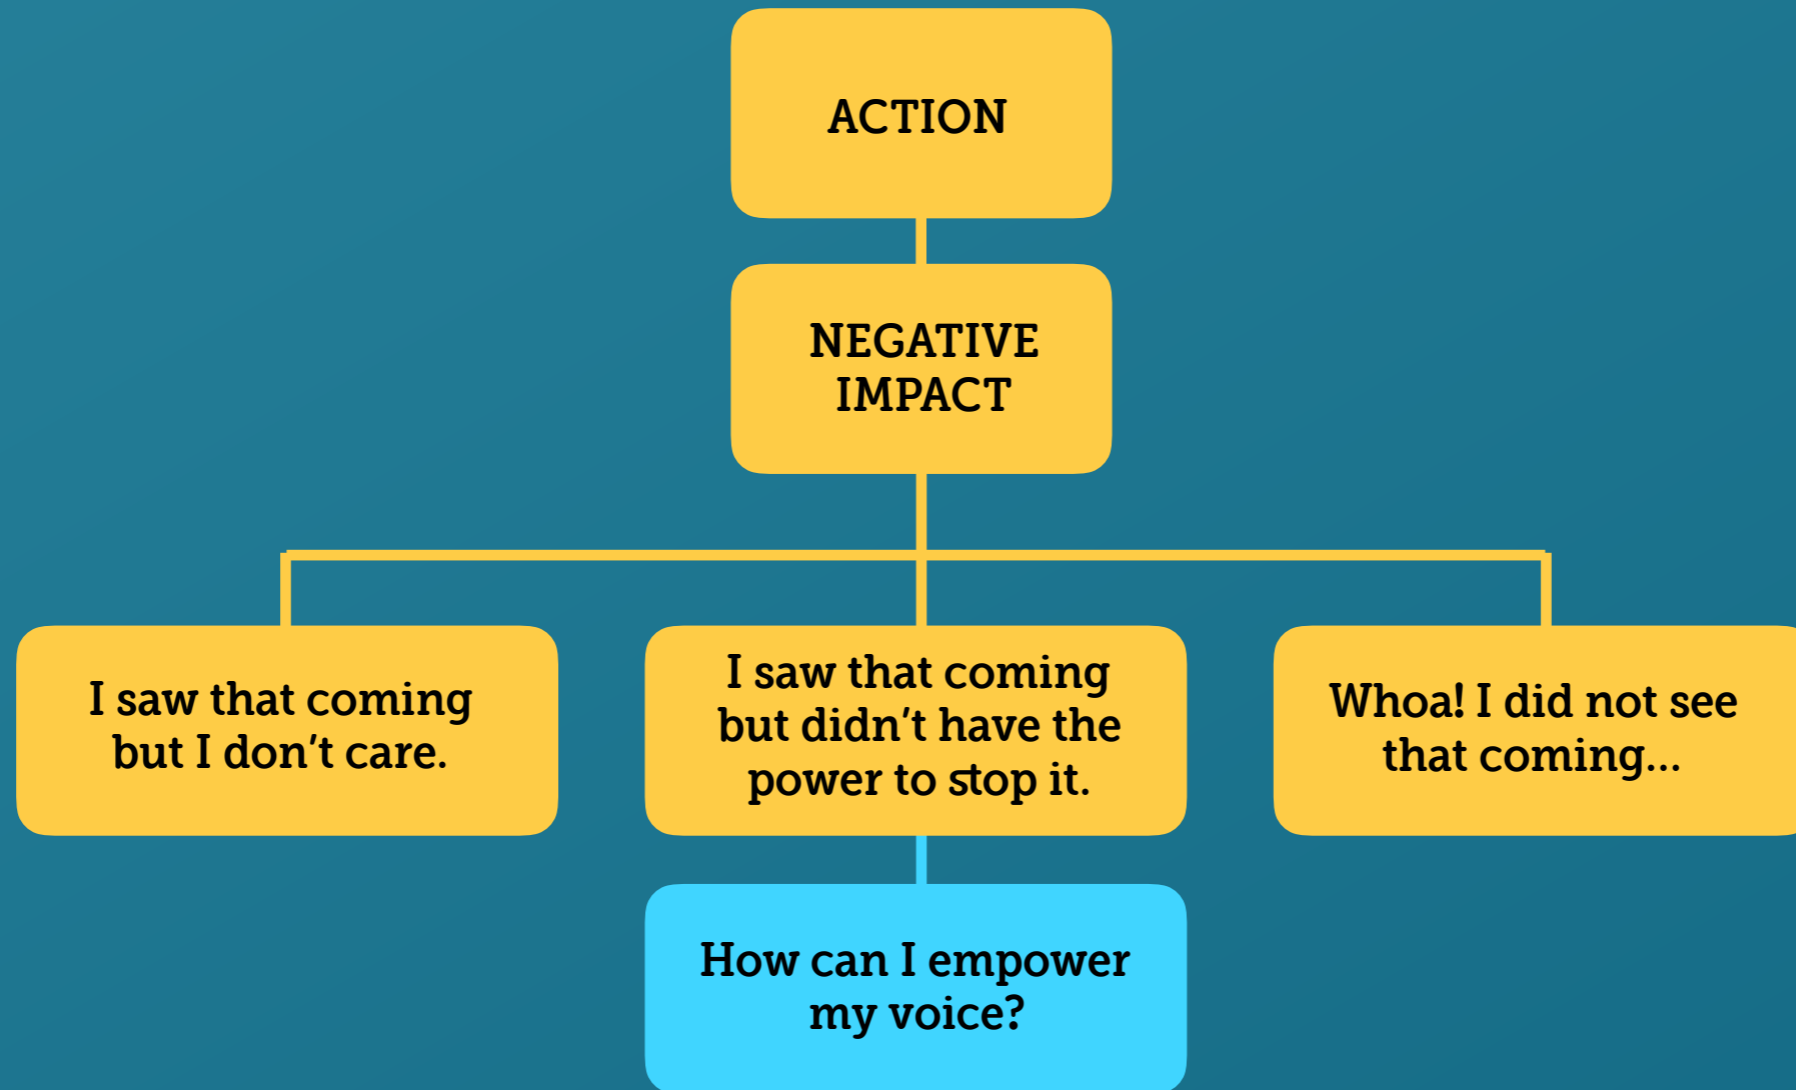 ACTION
NEGATIVE
IMPACT
I saw that coming
but I don’t care.
I saw that coming
but didn’t have the
power to stop it.
Whoa! I did not see
that coming…
How can I empower
my voice?